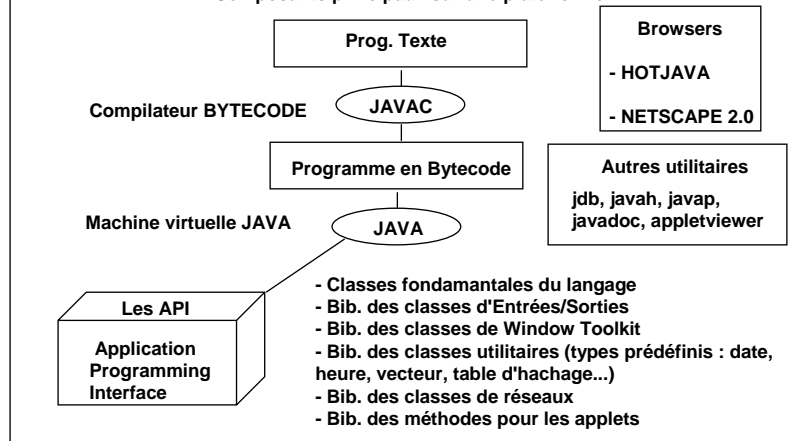 Prog. Texte
Compilateur BYTECODE
JAVAC
Programme en Bytecode
Machine virtuelle JAVA
JAVA
Browsers
- HOTJAVA
- NETSCAPE 2.0
Autres utilitaires
jdb, javah, javap,
javadoc, appletviewer
Les API
Application
Programming
Interface
- Classes fondamantales du langage
- Bib. des classes d'Entrées/Sorties
- Bib. des classes de Window Toolkit
- Bib. des classes utilitaires (types prédéfinis : date,
heure, vecteur, table d'hachage...)
- Bib. des classes de réseaux
- Bib. des méthodes pour les applets